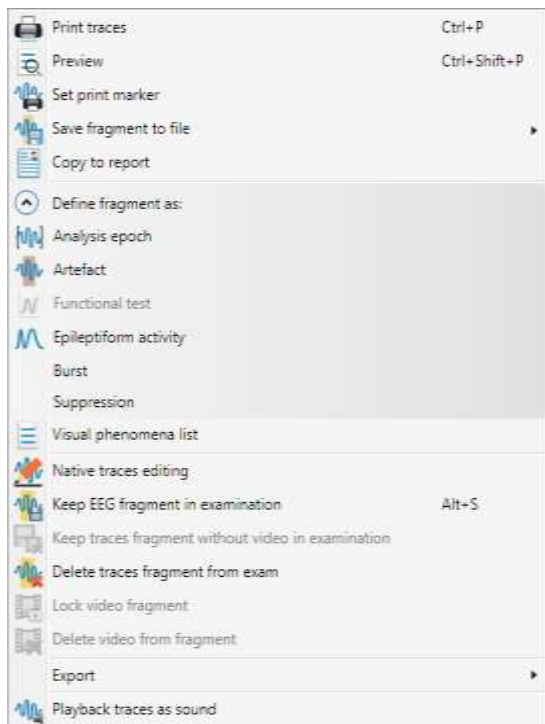 Print traces Ctrl+P
Preview Ctrl+Shift+P
Set print marker
Save fragment to file
Copy to report
Define fragment as:
Analysis epoch
Artefact
Functional test
Epileptiform activity
Burst
Suppression
Visual phenomena list
Native traces editing
Keep EEG fragment in examination Alt+S
Keep traces fragment without video in examination
Delete traces fragment from exam
Lock video fragment
Delete video from fragment
Export
Playback traces as sound